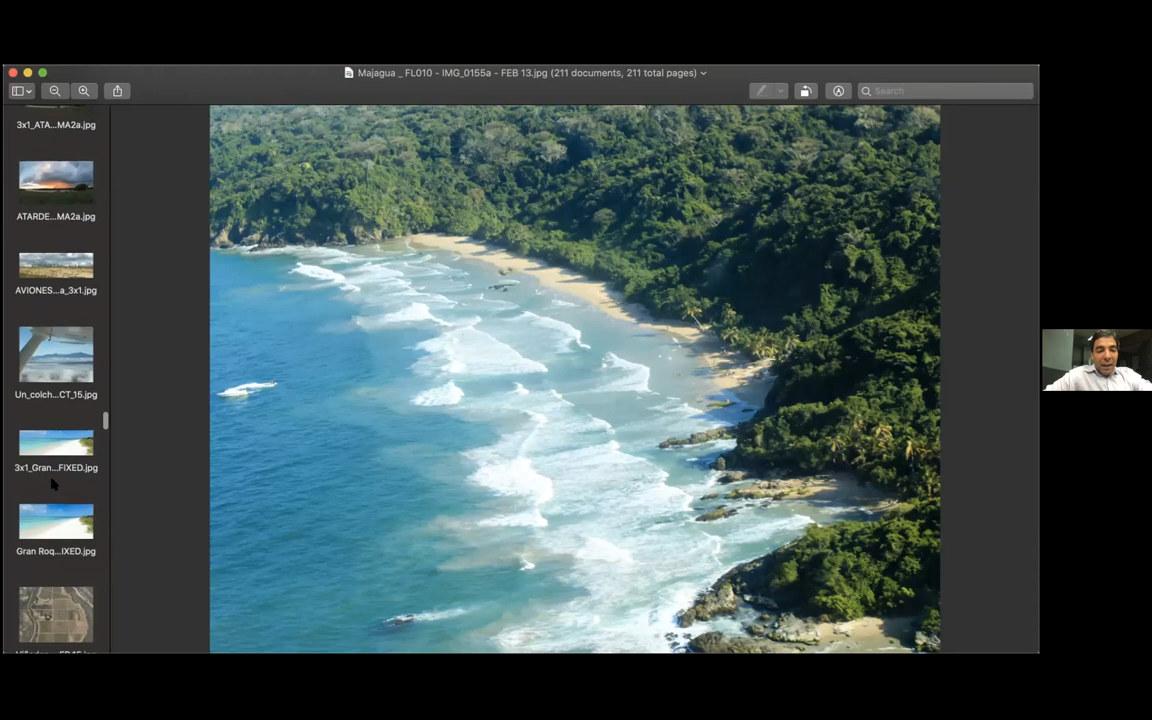 Majagua _ FL010 - IMG_0155a - FEB 13.jpg (211 documents, 211 total pages)
Search
3x1_ATA...MA2a.jpg
ATARDE...MA2a.jpg
AVIONES...a_3x1.jpg
Un_colch...CT_15.jpg
3x1_Gran...FIXED.jpg
Gran Roq...IXED.jpg